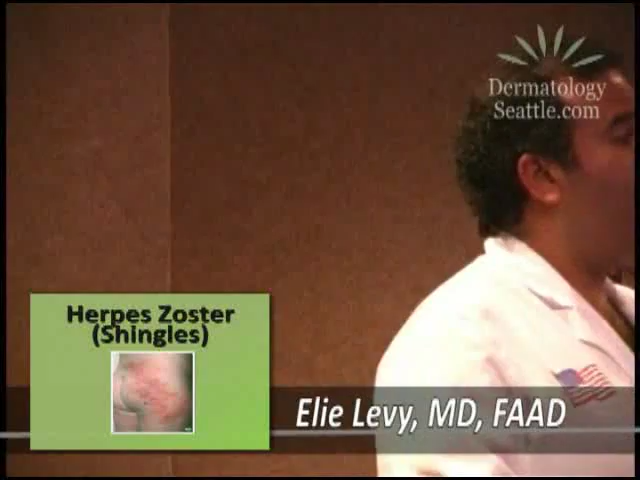 Dermatology
Seattle.com
Herpes Zoster
(Shingles)
Elie Levy, MD, FAAD